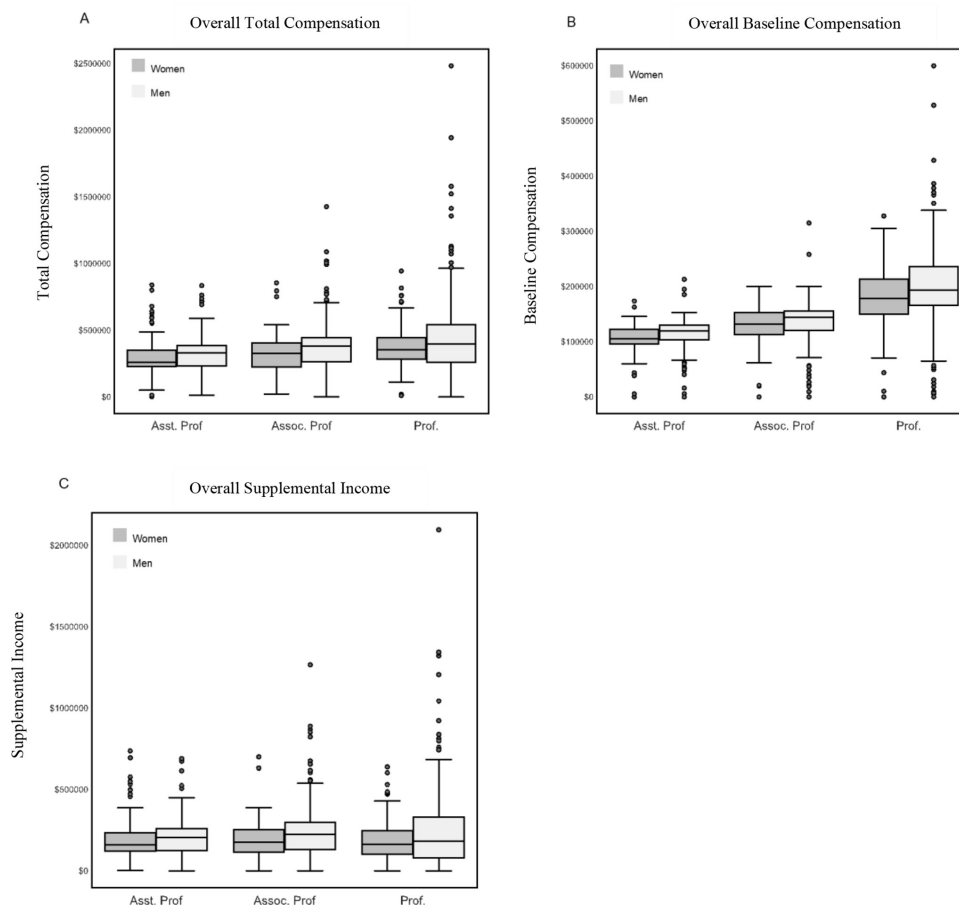 A
Overall Total Compensation
Total Compensation
$2500000
$2000000
$1500000
$1000000
$500000
$0
Women
Men
Asst. Prof
Assoc. Prof
Prof.
B
Overall Baseline Compensation
Baseline Compensation
$600000
$500000
$400000
$300000
$200000
$100000
$0
Women
Men
Asst. Prof
Assoc. Prof
Prof.
C
Overall Supplemental Income
Supplemental Income
$2000000
$1500000
$1000000
$500000
$0
Women
Men
Asst. Prof
Assoc. Prof
Prof.